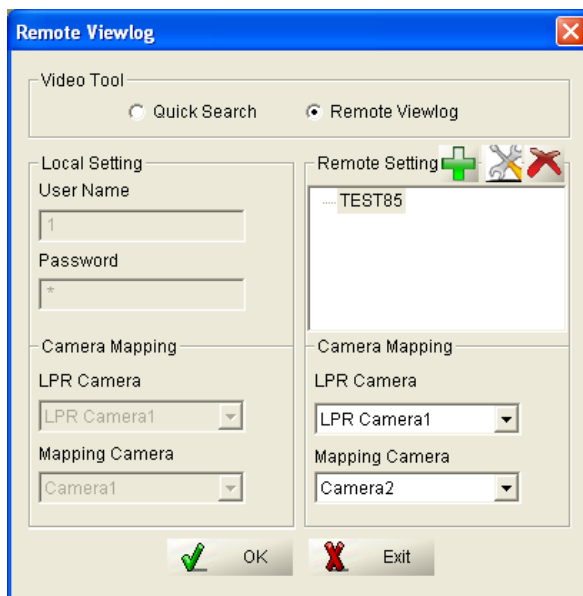 Remote Viewlog
Video Tool
Quick Search
Remote Viewlog
Local Setting
User Name
1
Password
*
Camera Mapping
LPR Camera
LPR Camera1
Mapping Camera
Camera1
Remote Setting
TEST85
Camera Mapping
LPR Camera
LPR Camera1
Mapping Camera
Camera2
OK
Exit